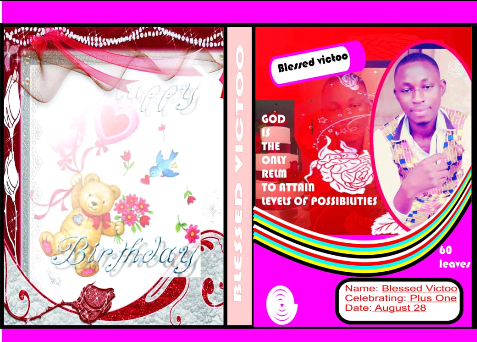 Happy
Birthday
BLESSED VICTOO
Blessed victoo
GOD
IS
THE
ONLY
RELM
TO ATTAIN
LEVELS OF POSSIBILITIES
60
leaves
Name: Blessed Victoo
Celebrating: Plus One
Date: August 28